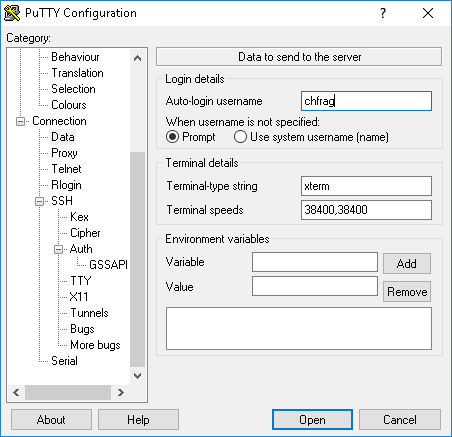 PuTTY Configuration
?
Category:
Behaviour
Translation
Selection
Colours
Connection
Data
Proxy
Telnet
Rlogin
SSH
Kex
Cipher
Auth
GSSAPI
TTY
X11
Tunnels
Bugs
More bugs
Serial
Data to send to the server
Login details
Auto-login username chfrag
When username is not specified:
Prompt Use system username (name)
Terminal details
Terminal-type string xterm
Terminal speeds 38400,38400
Environment variables
Variable Add
Value Remove
About Help Open Cancel